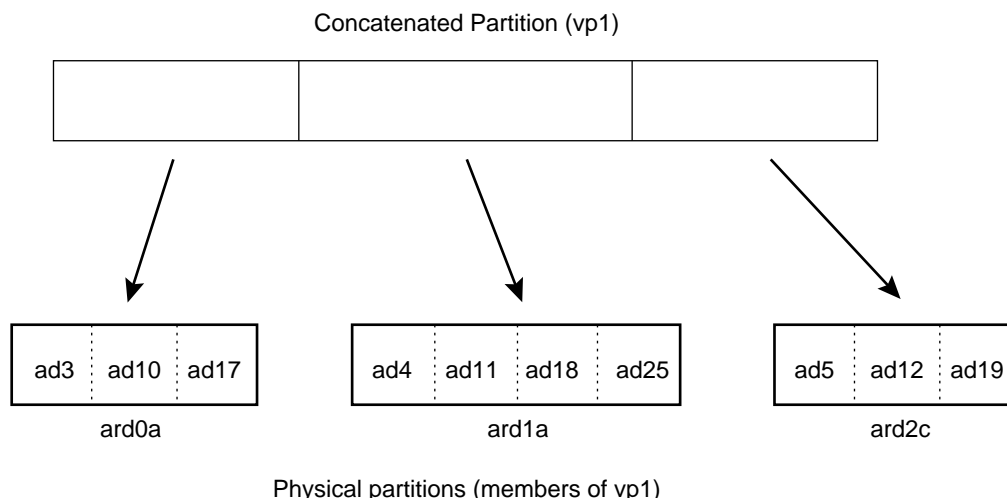 Concatenated Partition (vp1)
ad3 ad10 ad17 ad4 ad11 ad18 ad25 ad5 ad12 ad19
ard0a ard1a ard2c
Physical partitions (members of vp1)